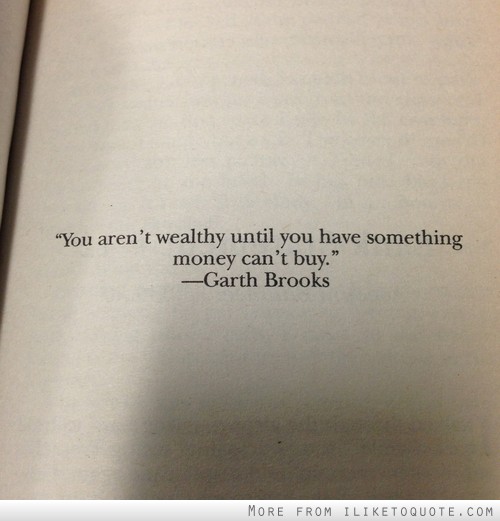 “You aren’t wealthy until you have something
money can’t buy.”
—Garth Brooks
More from iliketoquote.com